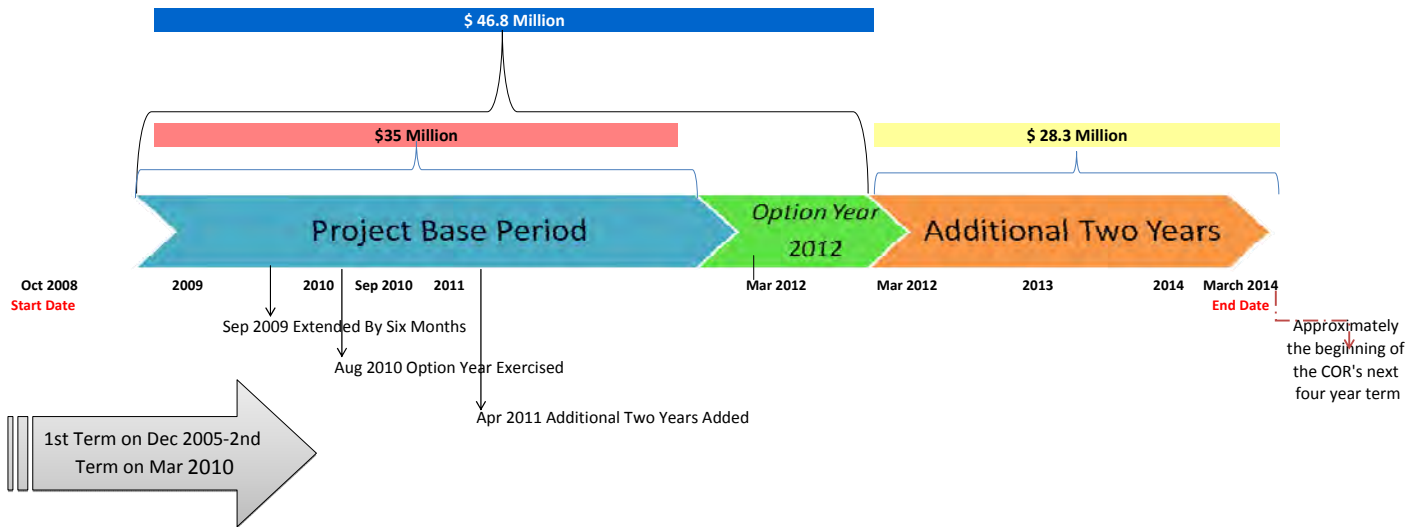 $ 46.8 Million
$35 Million
$ 28.3 Million
Project Base Period
Option Year
2012
Additional Two Years
Oct 2008
Start Date
2009
2010
Sep 2010
2011
Mar 2012
Mar 2012
2013
2014
March 2014
End Date
Sep 2009 Extended By Six Months
Aug 2010 Option Year Exercised
Apr 2011 Additional Two Years Added
Approximately
the beginning of
the COR's next
four year term
1st Term on Dec 2005-2nd
Term on Mar 2010